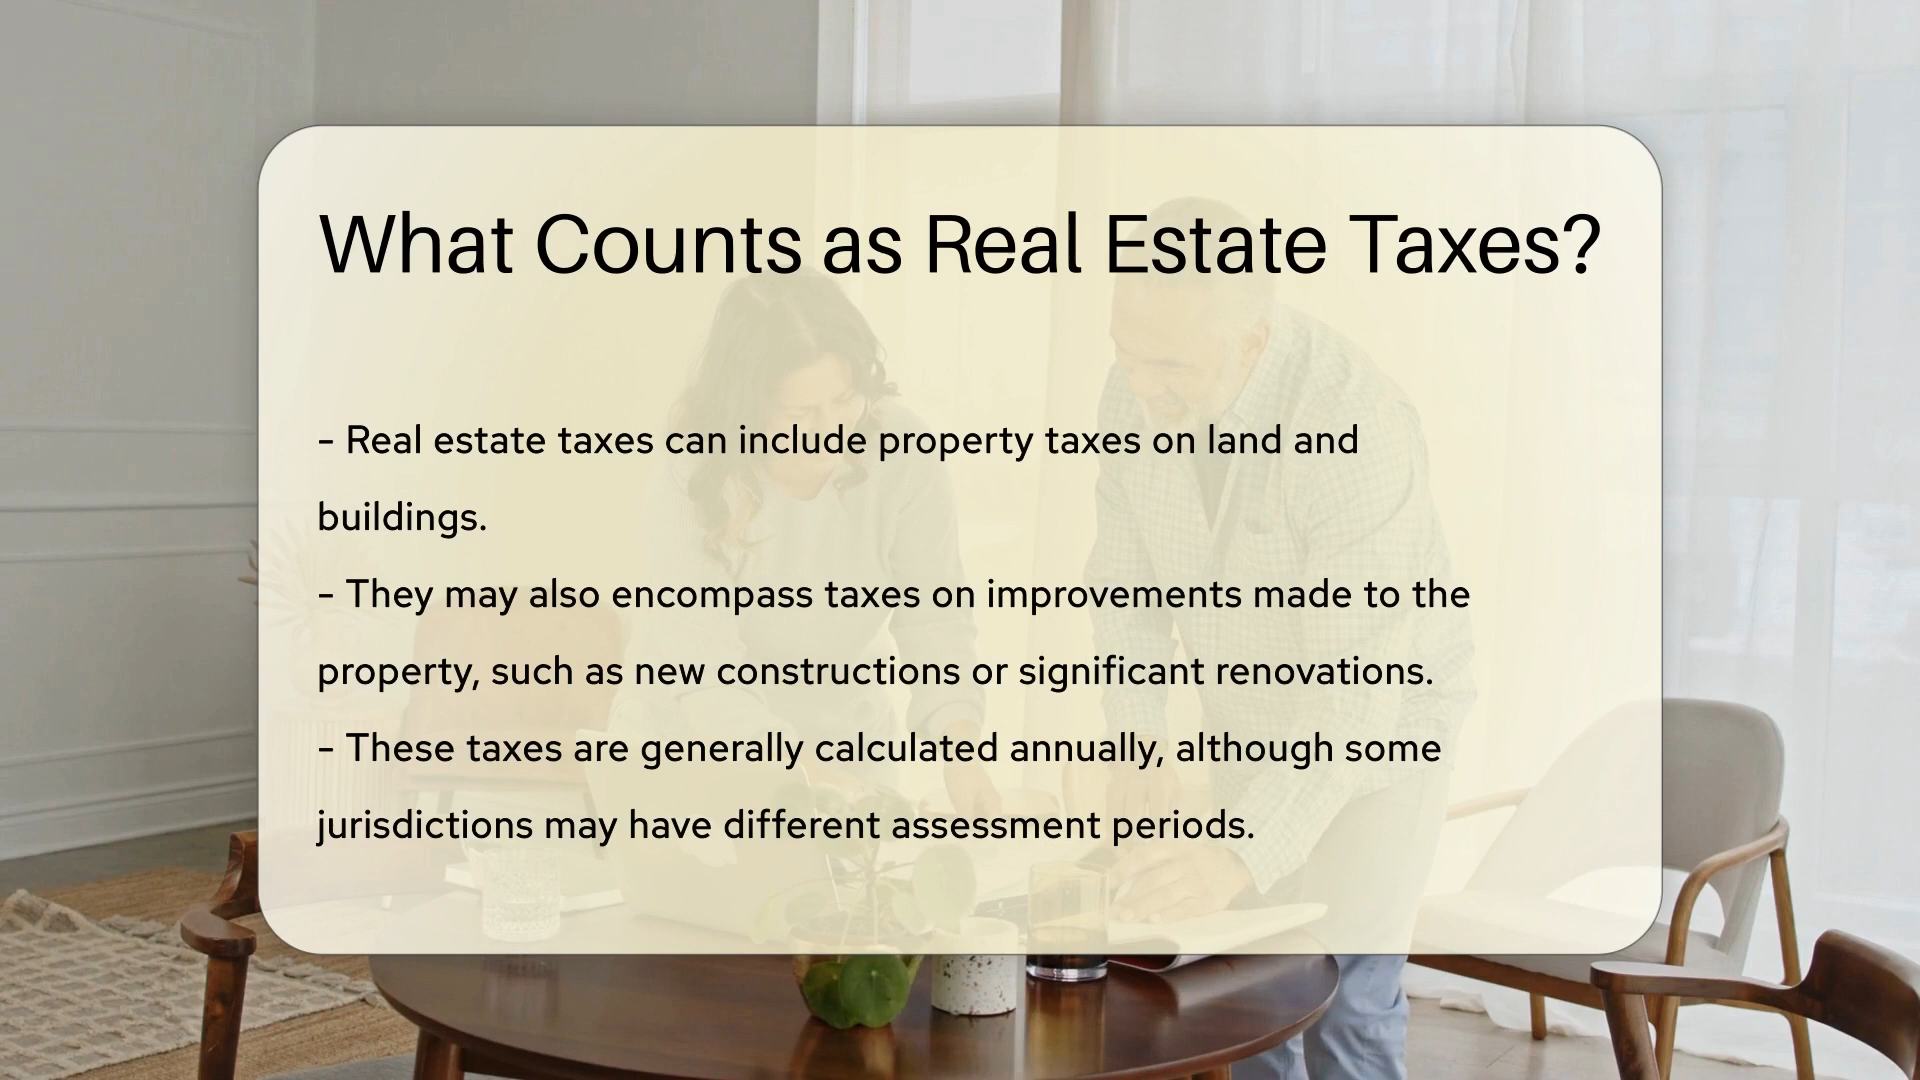 What Counts as Real Estate Taxes?
- Real estate taxes can include property taxes on land and
buildings.
- They may also encompass taxes on improvements made to the
property, such as new constructions or significant renovations.
- These taxes are generally calculated annually, although some
jurisdictions may have different assessment periods.